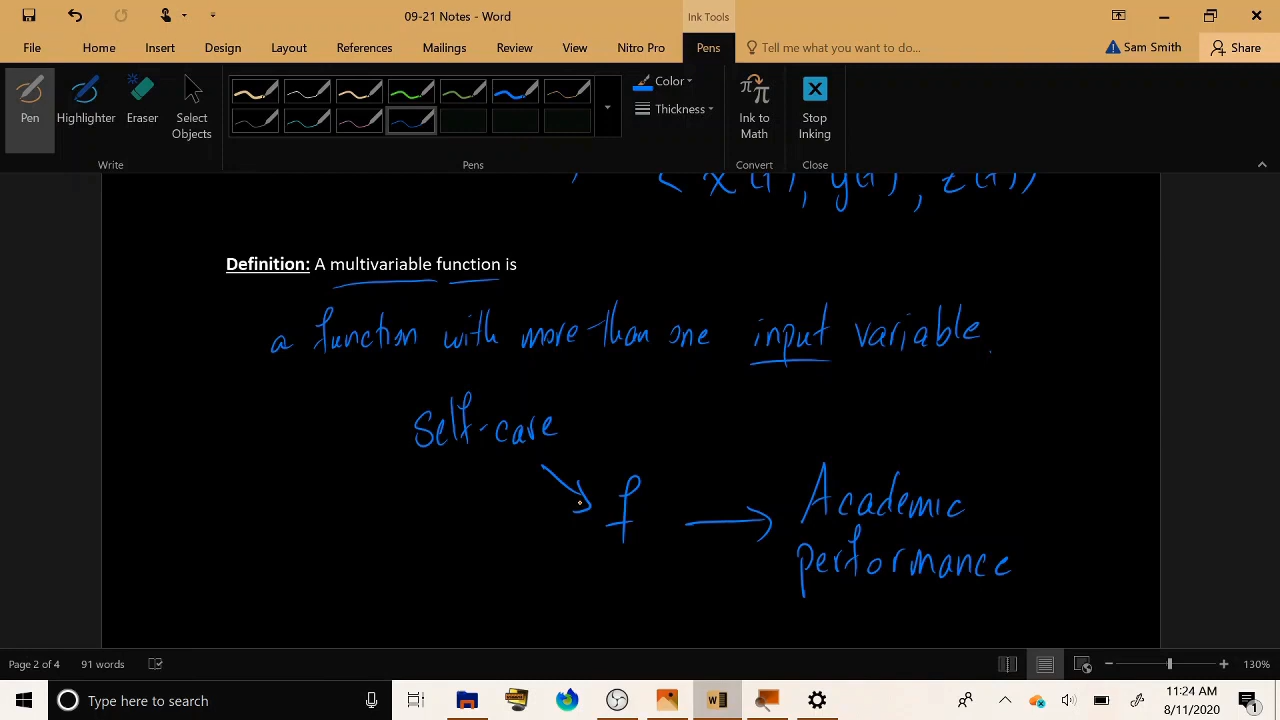 09-21 Notes - Word
Ink Tools
File Home Insert Design Layout References Mailings Review View Nitro Pro Pens Tell me what you want to do... Sam Smith Share
Pen Highlighter Eraser Select Objects
Color
Thickness
Ink to Math
Stop Inking
Write Pens Convert Close
⟨ x(t), y(t), z(t)⟩
Definition: A multivariable function is
a function with more than one input variable.
Self-care
f → Academic
performance
Page 2 of 4 91 words 130%
Type here to search
11:24 AM
8/11/2020
1